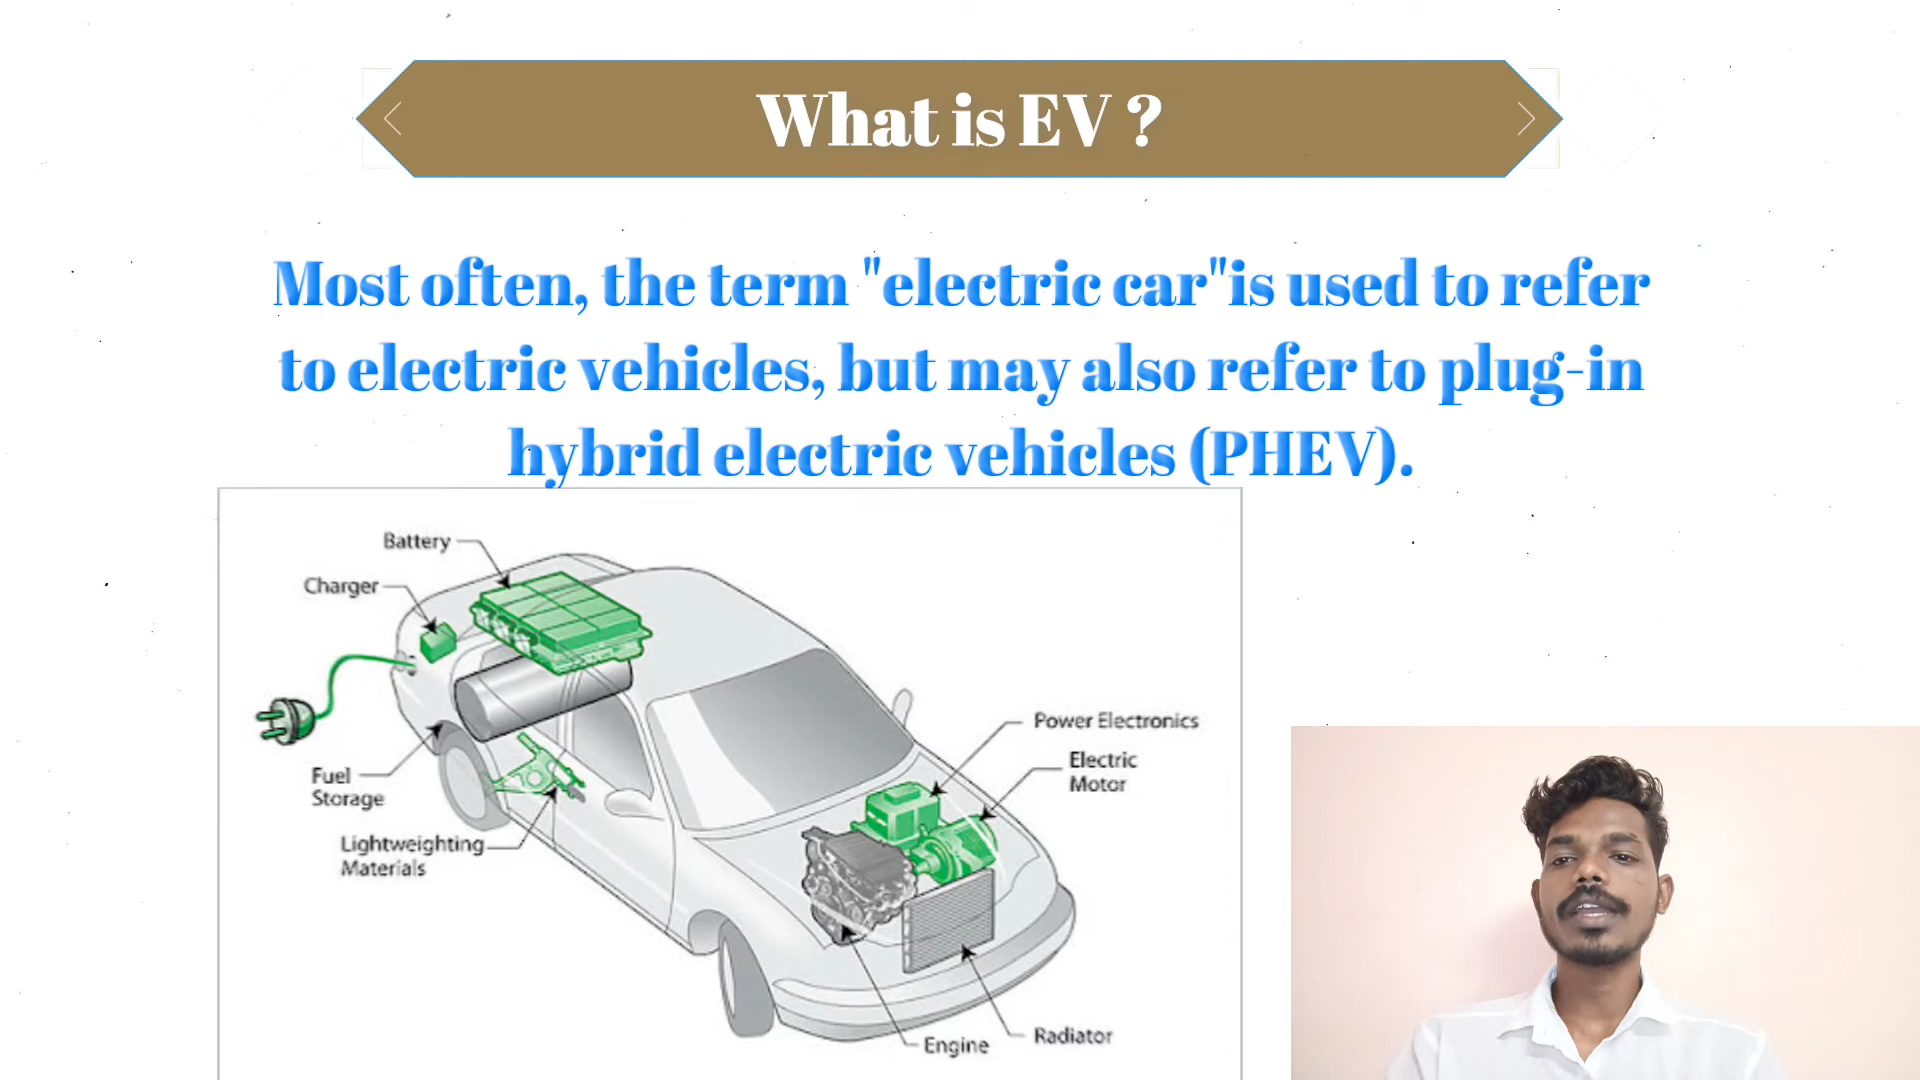 What is EV ?
Most often, the term "electric car"is used to refer
to electric vehicles, but may also refer to plug-in
hybrid electric vehicles (PHEV).
Battery
Charger
Fuel
Storage
Lightweighting
Materials
Power Electronics
Electric
Motor
Engine
Radiator